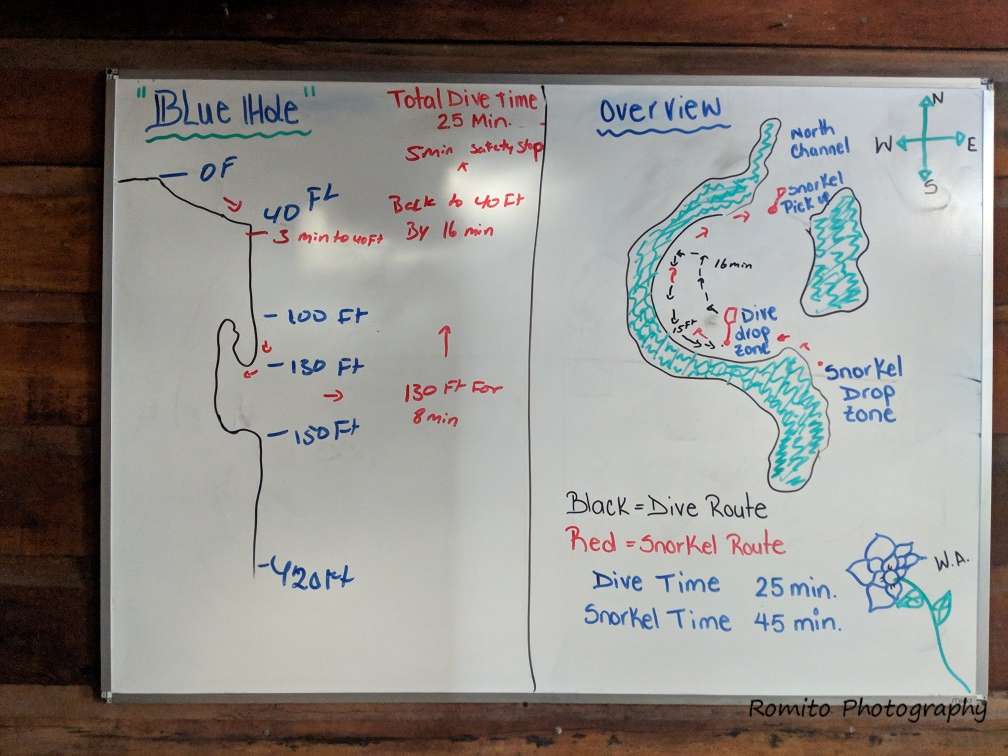 "Blue Hole"
0F
40 Ft
3 min to 40Ft
100 Ft
130 Ft
150 Ft
420 Ft
Total Dive Time
25 Min.
5min safety stop
Back to 40 Ft
By 16 min
130 Ft For
8 min
Overview
North
Channel
Snorkel
Pick up
N
W
E
S
16 min
15 Ft
Dive
drop
zone
Snorkel
Drop
Zone
Black = Dive Route
Red = Snorkel Route
Dive Time 25 min.
Snorkel Time 45 min.
W.A.
Romito Photography